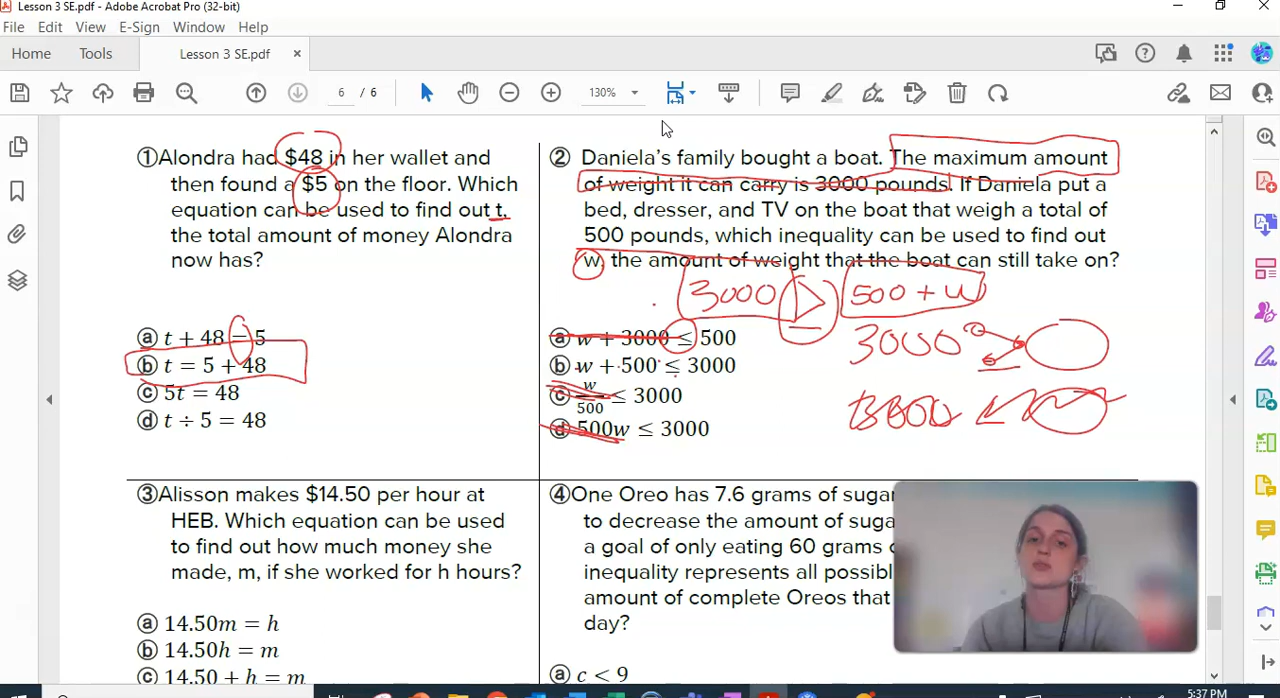 Lesson 3 SE.pdf - Adobe Acrobat Pro (32-bit)
File Edit View E-Sign Window Help
Home Tools Lesson 3 SE.pdf ×
6 / 6 130%
①Alondra had $48 in her wallet and
then found a $5 on the floor. Which
equation can be used to find out t,
the total amount of money Alondra
now has?
ⓐ t + 48 = 5
ⓑ t = 5 + 48
ⓒ 5t = 48
ⓓ t ÷ 5 = 48
② Daniela's family bought a boat. The maximum amount
of weight it can carry is 3000 pounds. If Daniela put a
bed, dresser, and TV on the boat that weigh a total of
500 pounds, which inequality can be used to find out
w, the amount of weight that the boat can still take on?
3000 ≥ 500 + w
3000
ⓐ w + 3000 ≤ 500
ⓑ w + 500 ≤ 3000
ⓒ w/500 ≤ 3000
ⓓ 500w ≤ 3000
③Alisson makes $14.50 per hour at
HEB. Which equation can be used
to find out how much money she
made, m, if she worked for h hours?
ⓐ 14.50m = h
ⓑ 14.50h = m
ⓒ 14.50 + h = m
④One Oreo has 7.6 grams of
to decrease the amount of
a goal of only eating 60 grams
inequality represents all
amount of complete Oreos that
day?
ⓐ c < 9
5:37 PM